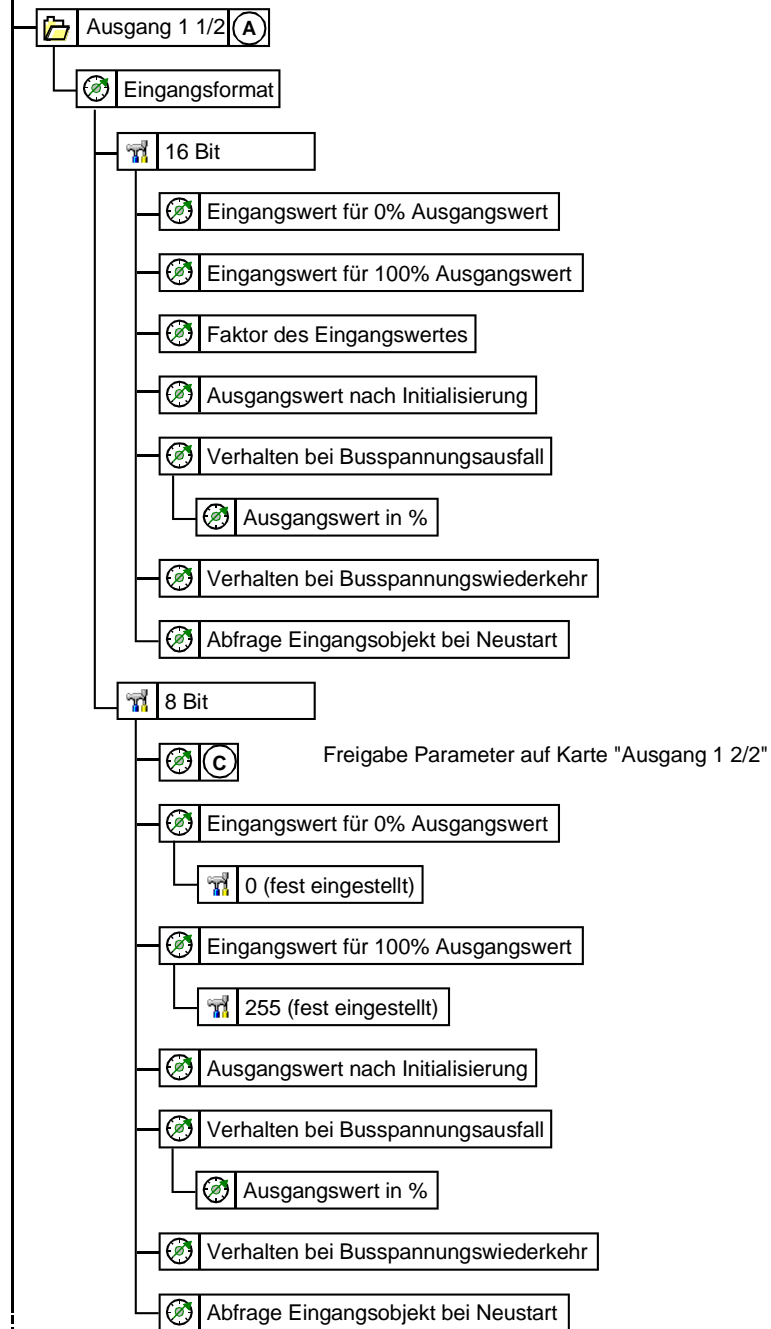 Ausgang 1 1/2 A
Eingangsformat
16 Bit
Eingangswert für 0% Ausgangswert
Eingangswert für 100% Ausgangswert
Faktor des Eingangswertes
Ausgangswert nach Initialisierung
Verhalten bei Busspannungsausfall
Ausgangswert in %
Verhalten bei Busspannungswiederkehr
Abfrage Eingangsobjekt bei Neustart
8 Bit
C Freigabe Parameter auf Karte "Ausgang 1 2/2"
Eingangswert für 0% Ausgangswert
0 (fest eingestellt)
Eingangswert für 100% Ausgangswert
255 (fest eingestellt)
Ausgangswert nach Initialisierung
Verhalten bei Busspannungsausfall
Ausgangswert in %
Verhalten bei Busspannungswiederkehr
Abfrage Eingangsobjekt bei Neustart